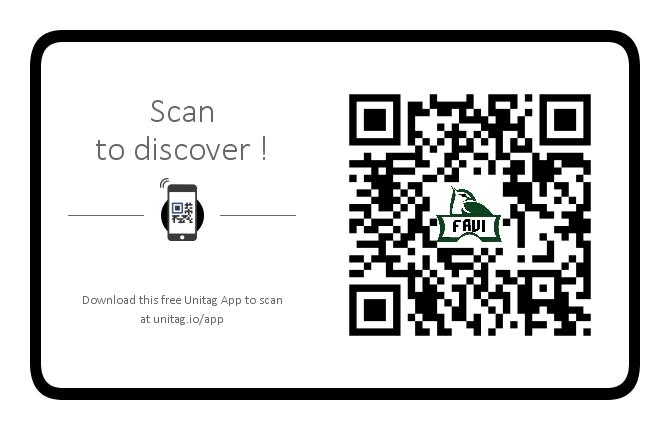 Scan
to discover !
Download this free Unitag App to scan
at unitag.io/app
FAVI